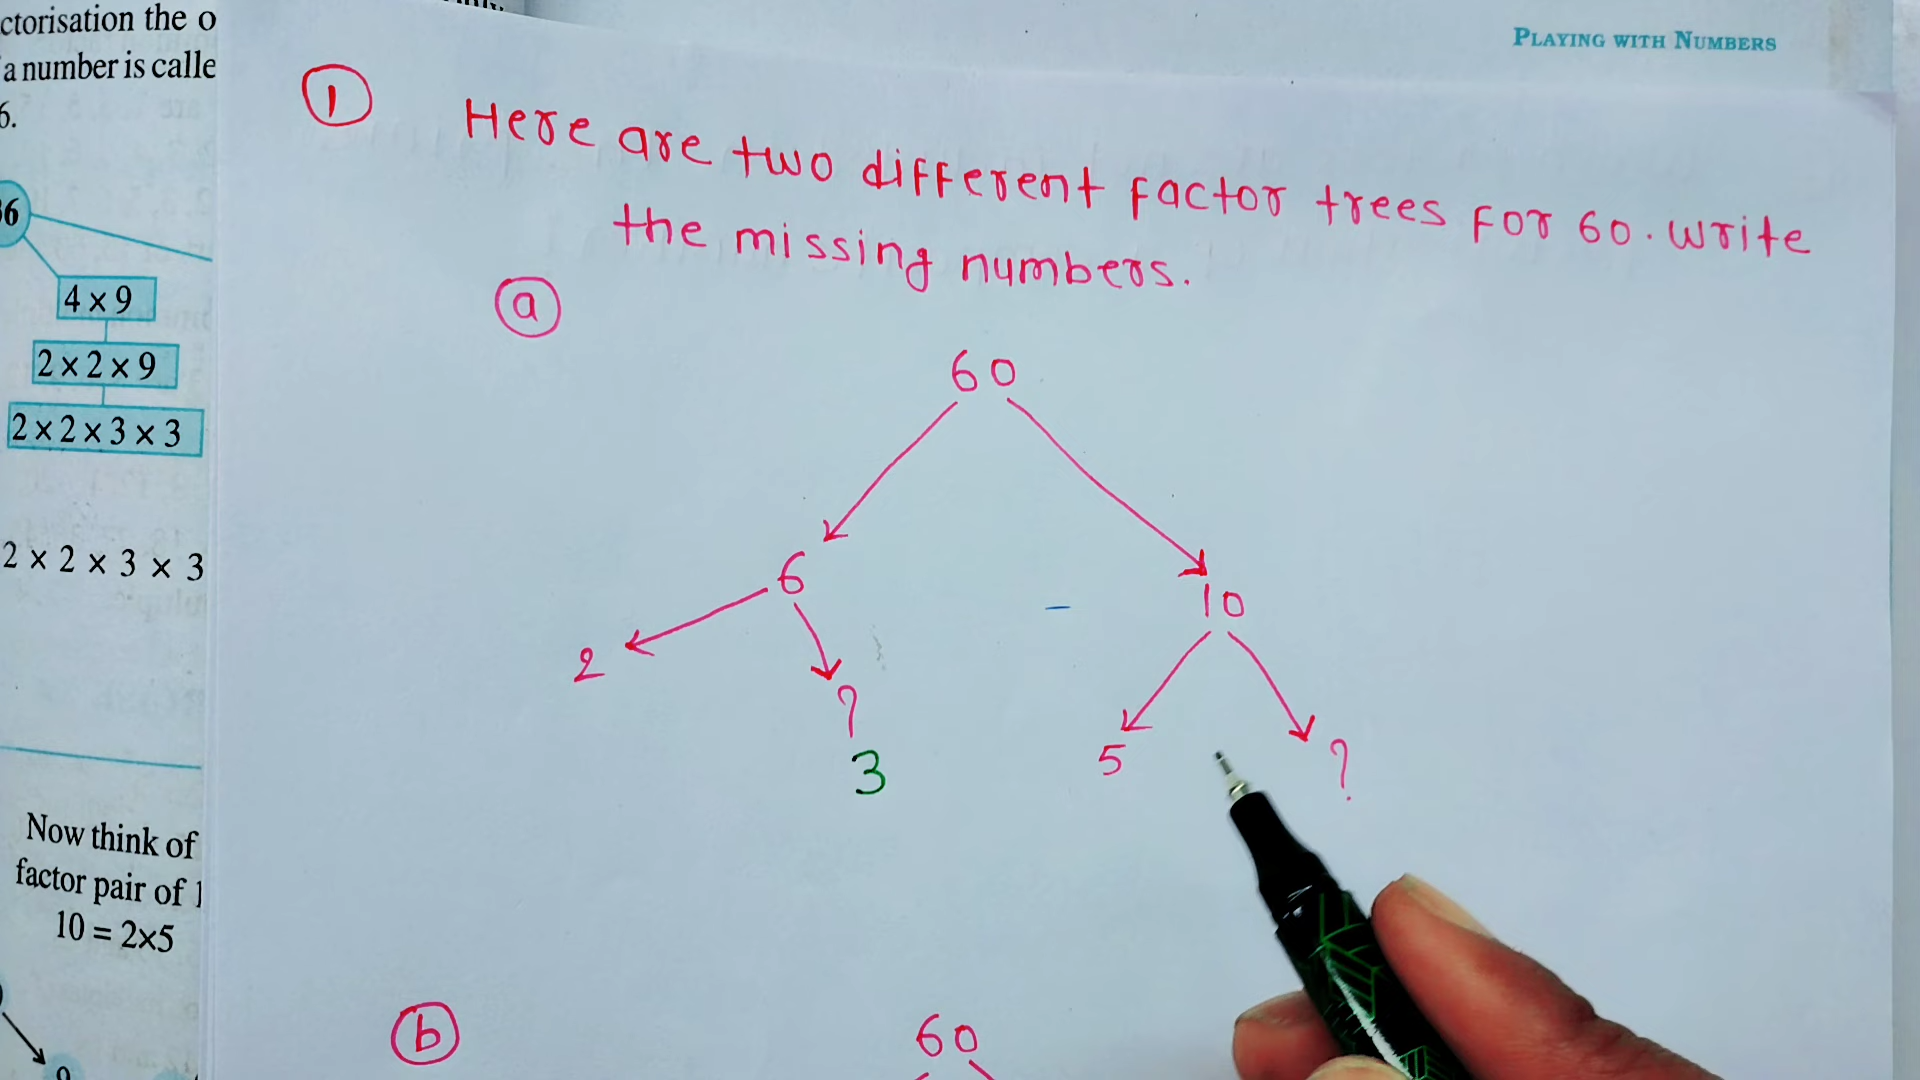 ctorisation the o
a number is calle
6.
36
4 × 9
2 × 2 × 9
2 × 2 × 3 × 3
2 × 2 × 3 × 3
Now think of
factor pair of 1
10 = 2×5
PLAYING WITH NUMBERS
1 Here are two different factor trees for 60. write
the missing numbers.
a
60
6 10
2 ? 5 ?
3
b 60